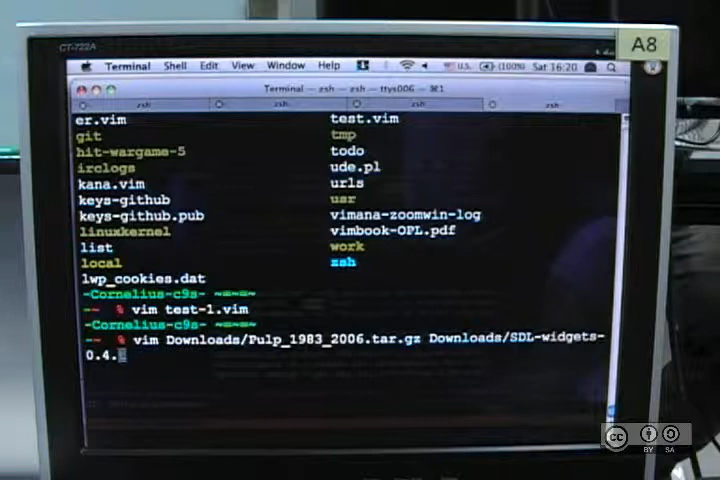 CT-722A
A8
Terminal Shell Edit View Window Help U.S. (100%) Sat 16:20
Terminal — zsh — zsh — ttys006 — ⌘1
zsh zsh zsh zsh
er.vim test.vim
git tmp
hit-wargame-5 todo
irclogs ude.pl
kana.vim urls
keys-github usr
keys-github.pub vimana-zoomwin-log
linuxkernel vimbook-OPL.pdf
list work
local zsh
lwp_cookies.dat
-Cornelius-c9s- ~≈~≈~≈~
-~ % vim test-1.vim
-Cornelius-c9s- ~≈~≈~≈~
-~ % vim Downloads/Pulp_1983_2006.tar.gz Downloads/SDL-widgets-
0.4.
cc BY SA